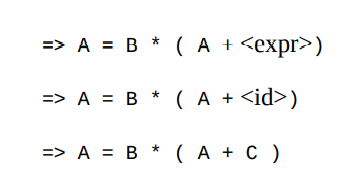 => A = B * ( A + <expr>)
=> A = B * ( A + <id>)
=> A = B * ( A + C )